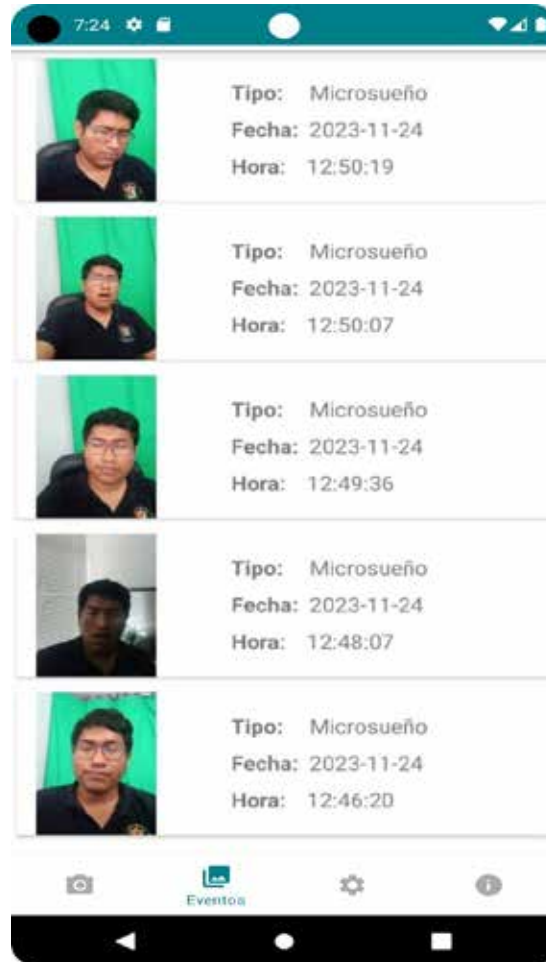 7:24
Tipo: Microsueño
Fecha: 2023-11-24
Hora: 12:50:19
Tipo: Microsueño
Fecha: 2023-11-24
Hora: 12:50:07
Tipo: Microsueño
Fecha: 2023-11-24
Hora: 12:49:36
Tipo: Microsueño
Fecha: 2023-11-24
Hora: 12:48:07
Tipo: Microsueño
Fecha: 2023-11-24
Hora: 12:46:20
Eventos